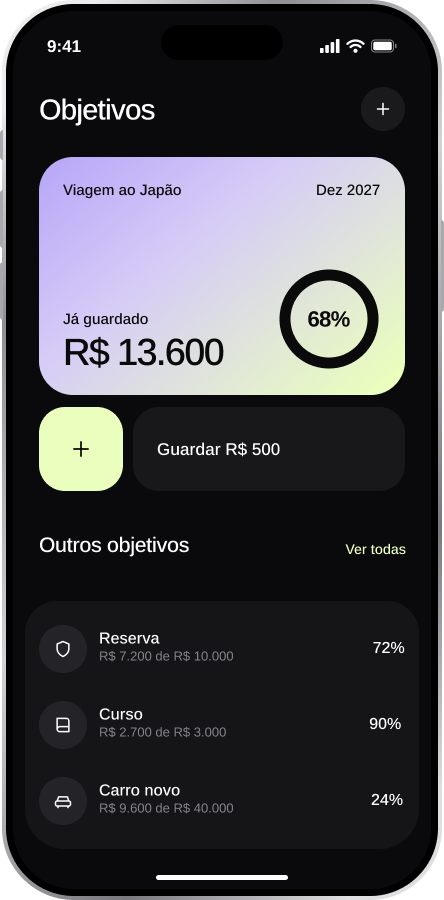 9:41
Objetivos
Viagem ao Japão
Dez 2027
Já guardado
R$ 13.600
68%
Guardar R$ 500
Outros objetivos
Ver todas
Reserva
R$ 7.200 de R$ 10.000
72%
Curso
R$ 2.700 de R$ 3.000
90%
Carro novo
R$ 9.600 de R$ 40.000
24%